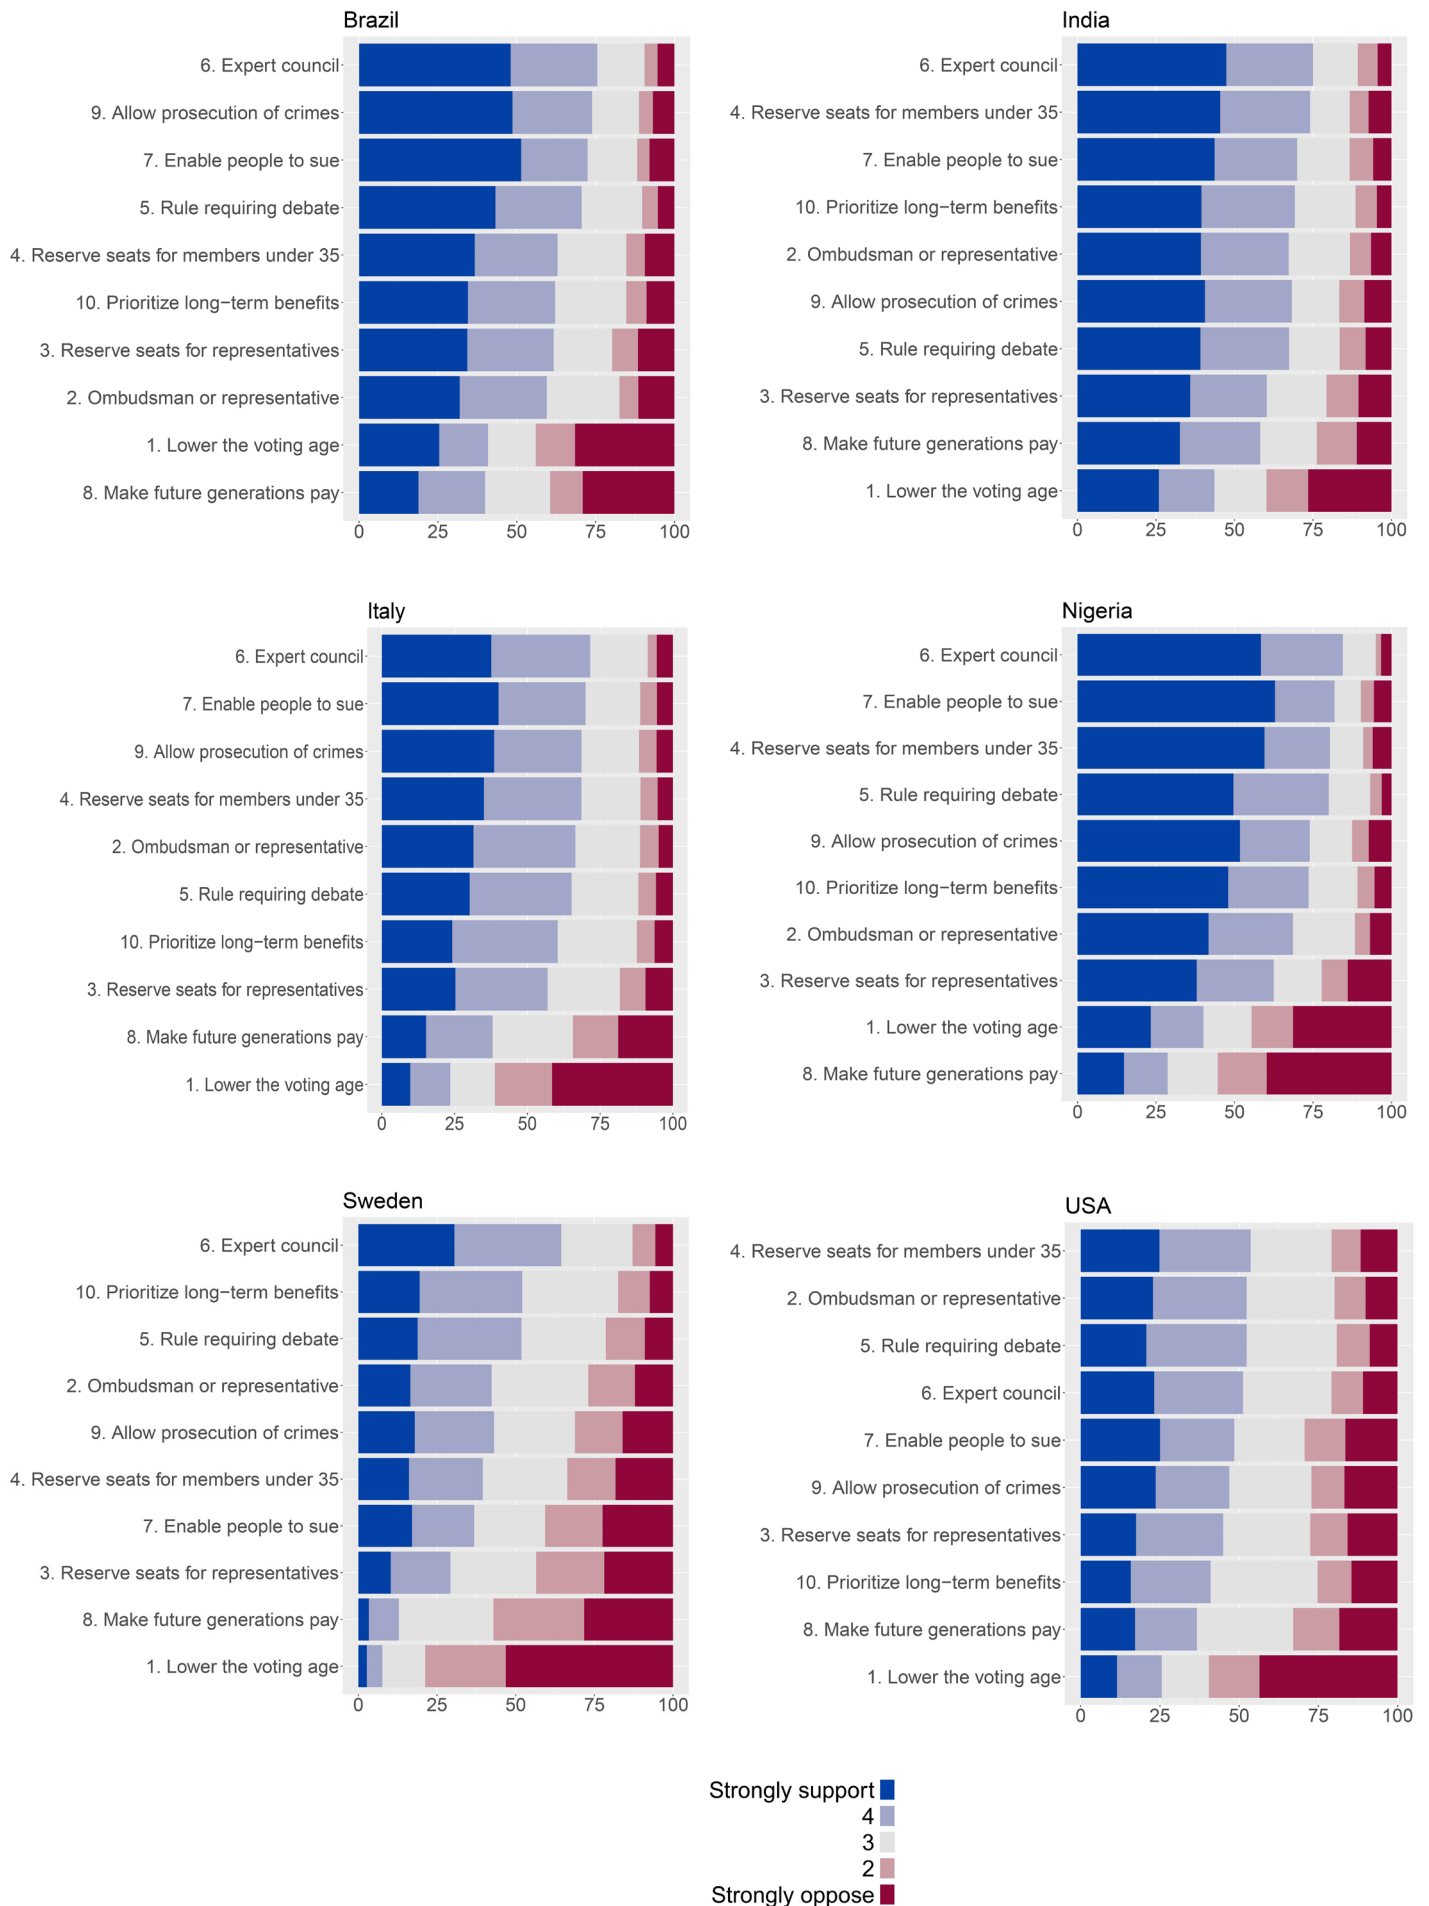 Brazil
6. Expert council
9. Allow prosecution of crimes
7. Enable people to sue
5. Rule requiring debate
4. Reserve seats for members under 35
10. Prioritize long−term benefits
3. Reserve seats for representatives
2. Ombudsman or representative
1. Lower the voting age
8. Make future generations pay
0 25 50 75 100
India
6. Expert council
4. Reserve seats for members under 35
7. Enable people to sue
10. Prioritize long−term benefits
2. Ombudsman or representative
9. Allow prosecution of crimes
5. Rule requiring debate
3. Reserve seats for representatives
8. Make future generations pay
1. Lower the voting age
0 25 50 75 100
Italy
6. Expert council
7. Enable people to sue
9. Allow prosecution of crimes
4. Reserve seats for members under 35
2. Ombudsman or representative
5. Rule requiring debate
10. Prioritize long−term benefits
3. Reserve seats for representatives
8. Make future generations pay
1. Lower the voting age
0 25 50 75 100
Nigeria
6. Expert council
7. Enable people to sue
4. Reserve seats for members under 35
5. Rule requiring debate
9. Allow prosecution of crimes
10. Prioritize long−term benefits
2. Ombudsman or representative
3. Reserve seats for representatives
1. Lower the voting age
8. Make future generations pay
0 25 50 75 100
Sweden
6. Expert council
10. Prioritize long−term benefits
5. Rule requiring debate
2. Ombudsman or representative
9. Allow prosecution of crimes
4. Reserve seats for members under 35
7. Enable people to sue
3. Reserve seats for representatives
8. Make future generations pay
1. Lower the voting age
0 25 50 75 100
USA
4. Reserve seats for members under 35
2. Ombudsman or representative
5. Rule requiring debate
6. Expert council
7. Enable people to sue
9. Allow prosecution of crimes
3. Reserve seats for representatives
10. Prioritize long−term benefits
8. Make future generations pay
1. Lower the voting age
0 25 50 75 100
Strongly support
4
3
2
Strongly oppose